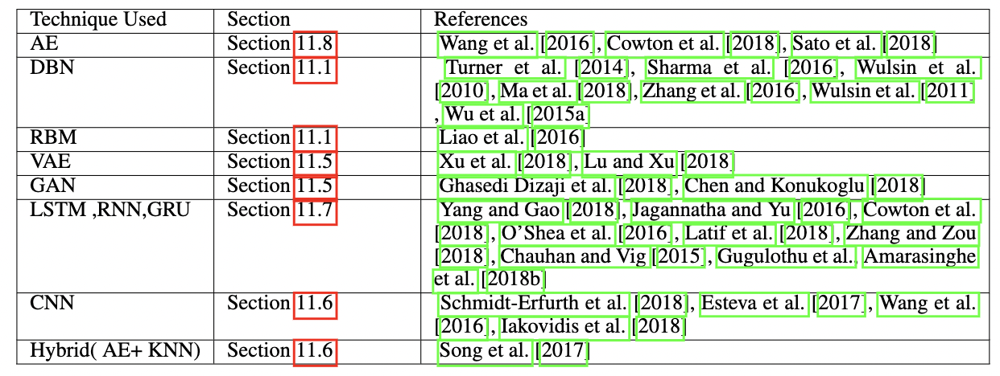 Technique Used Section References
AE Section 11.8 Wang et al. [2016], Cowton et al. [2018], Sato et al. [2018]
DBN Section 11.1 Turner et al. [2014], Sharma et al. [2016], Wulsin et al.
[2010], Ma et al. [2018], Zhang et al. [2016], Wulsin et al. [2011]
, Wu et al. [2015a]
RBM Section 11.1 Liao et al. [2016]
VAE Section 11.5 Xu et al. [2018], Lu and Xu [2018]
GAN Section 11.5 Ghasedi Dizaji et al. [2018], Chen and Konukoglu [2018]
LSTM ,RNN,GRU Section 11.7 Yang and Gao [2018], Jagannatha and Yu [2016], Cowton et al.
[2018], O'Shea et al. [2016], Latif et al. [2018], Zhang and Zou
[2018], Chauhan and Vig [2015], Gugulothu et al., Amarasinghe
et al. [2018b]
CNN Section 11.6 Schmidt-Erfurth et al. [2018], Esteva et al. [2017], Wang et al.
[2016], Iakovidis et al. [2018]
Hybrid( AE+ KNN) Section 11.6 Song et al. [2017]